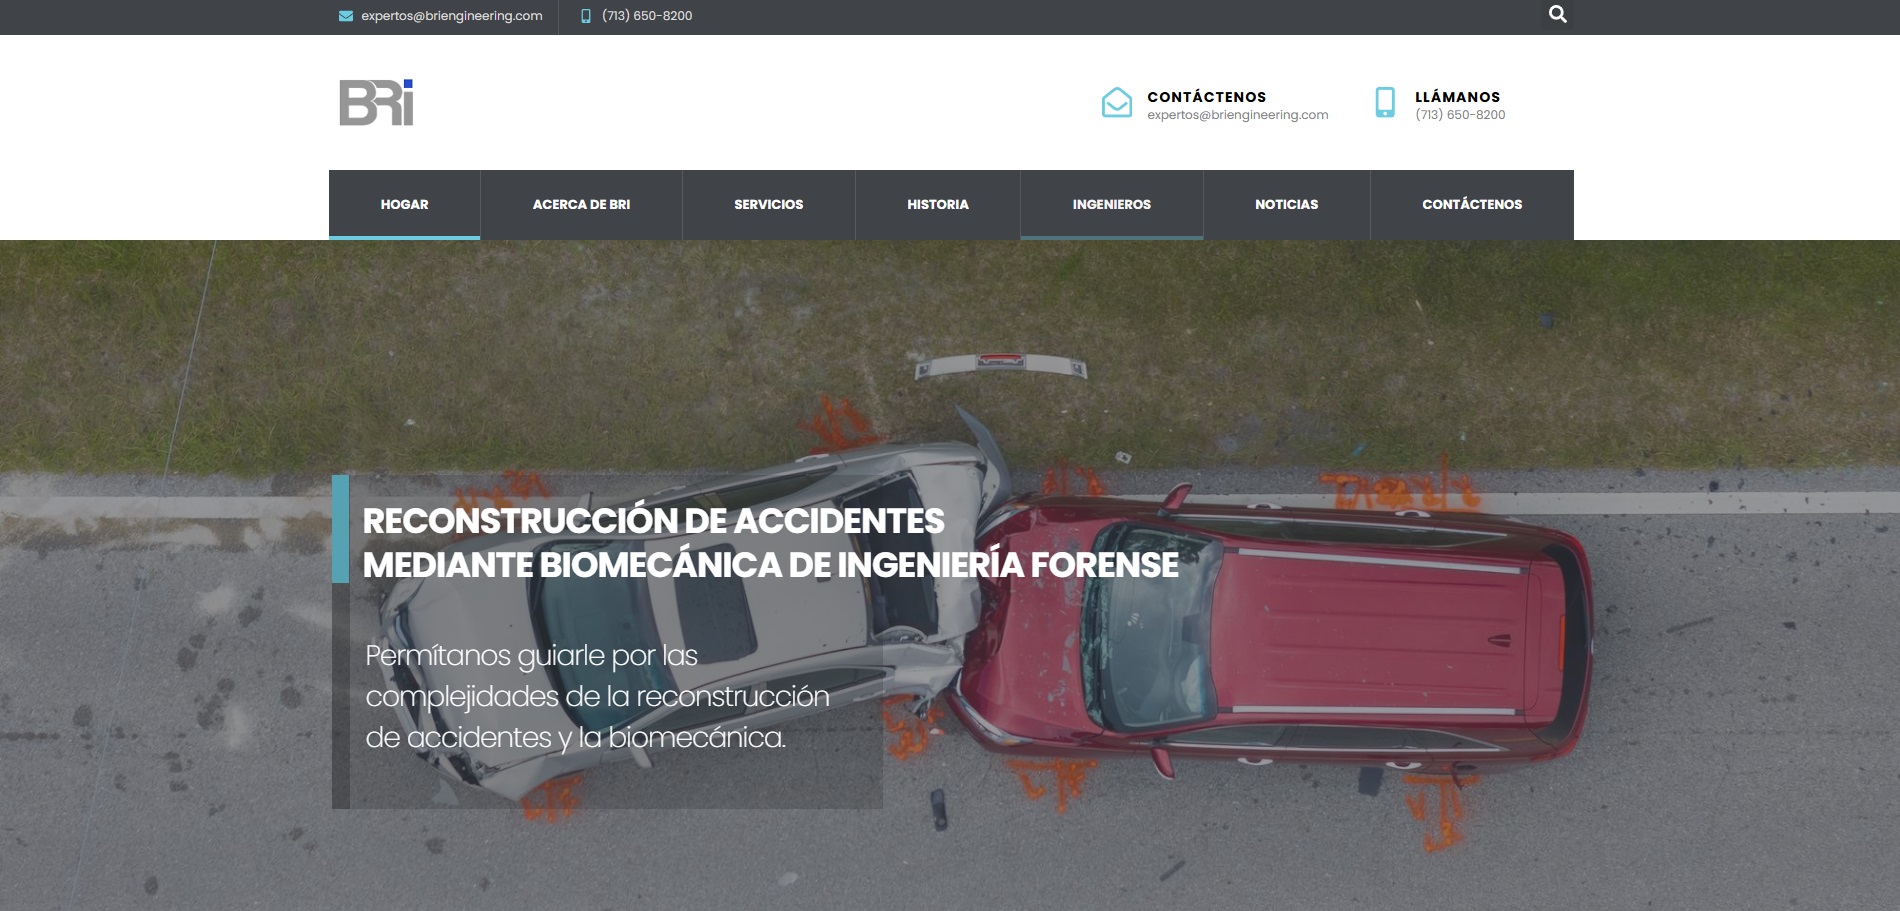 expertos@briengineering.com
(713) 650-8200
BRi
CONTÁCTENOS
expertos@briengineering.com
LLÁMANOS
(713) 650-8200
HOGAR
ACERCA DE BRI
SERVICIOS
HISTORIA
INGENIEROS
NOTICIAS
CONTÁCTENOS
RECONSTRUCCIÓN DE ACCIDENTES
MEDIANTE BIOMECÁNICA DE INGENIERÍA FORENSE
Permítanos guiarle por las
complejidades de la reconstrucción
de accidentes y la biomecánica.